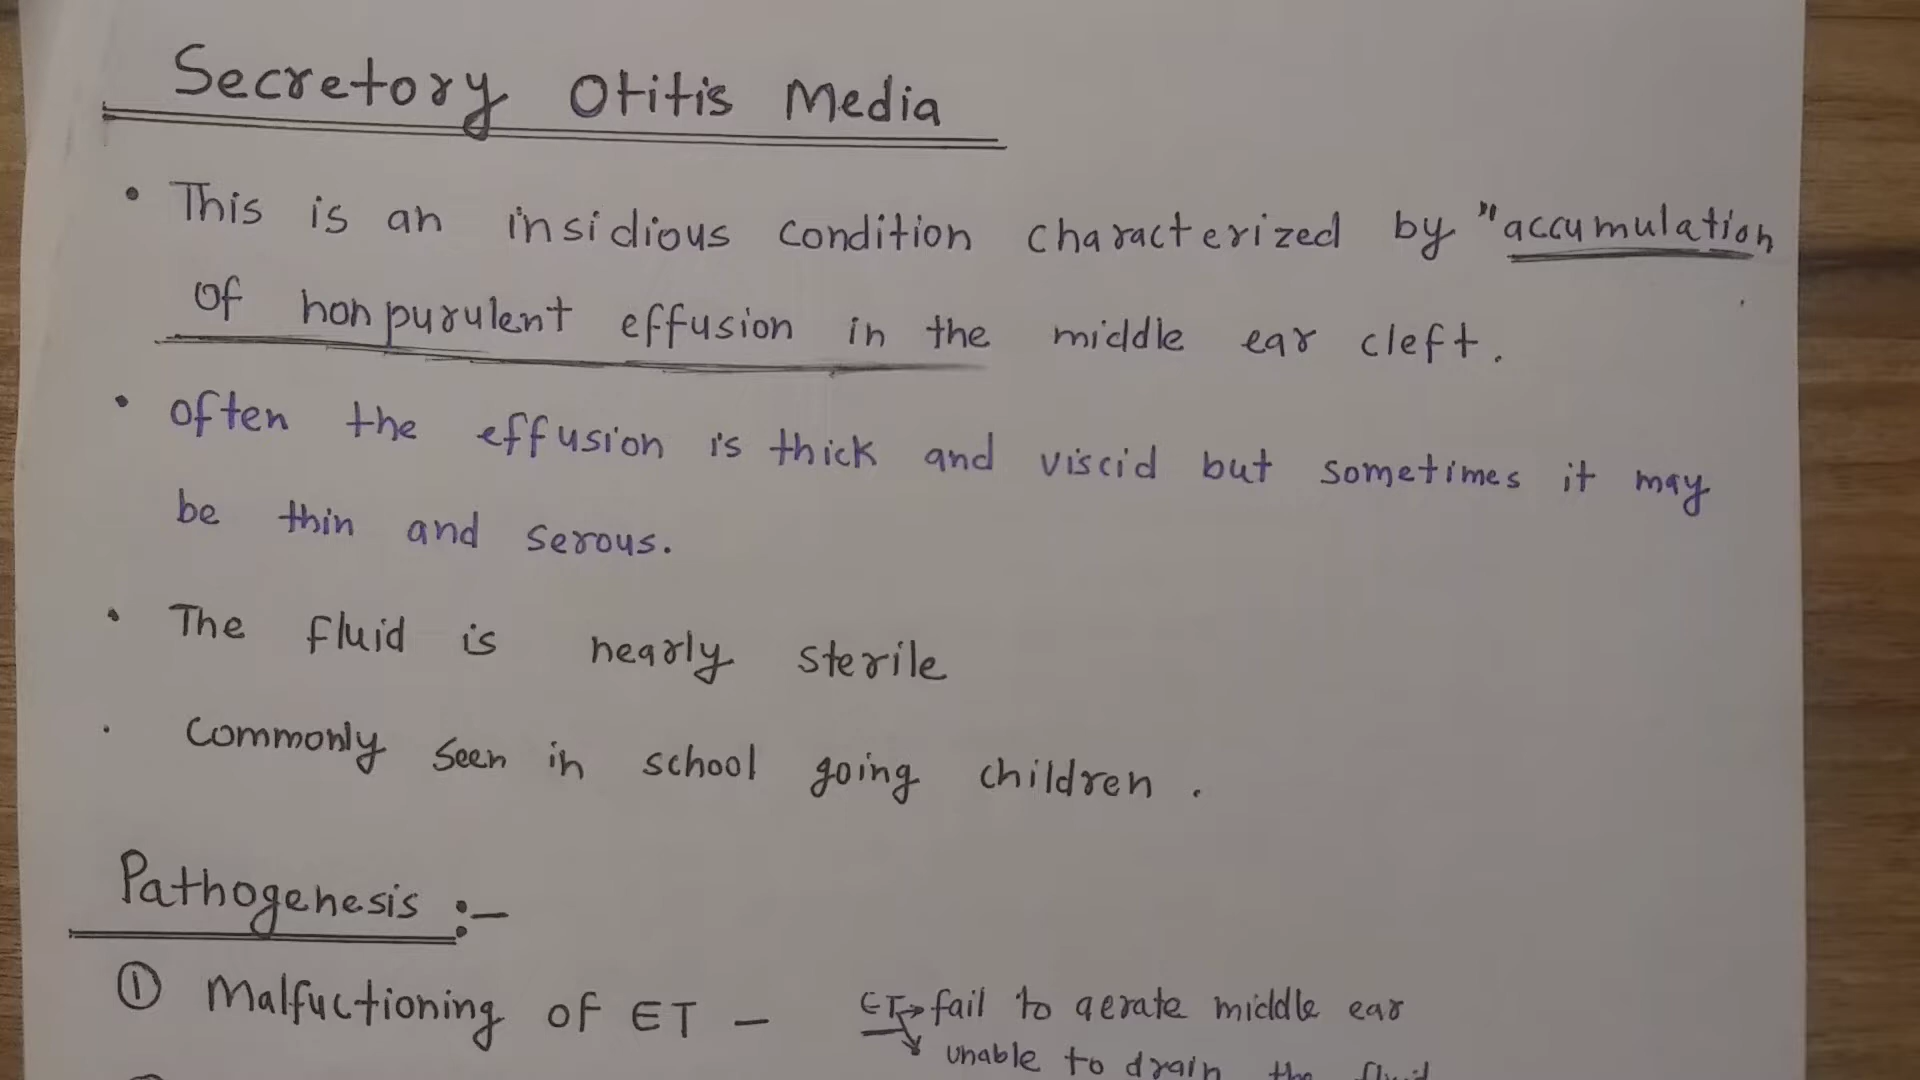 Secretory Otitis Media
• This is an insidious condition characterized by "accumulation
of nonpurulent effusion in the middle ear cleft.
• often the effusion is thick and viscid but sometimes it may
be thin and serous.
• The fluid is nearly sterile
• Commonly seen in school going children.
Pathogenesis :-
① Malfuctioning of ET - ET → fail to aerate middle ear
↘ unable to drain the fluid